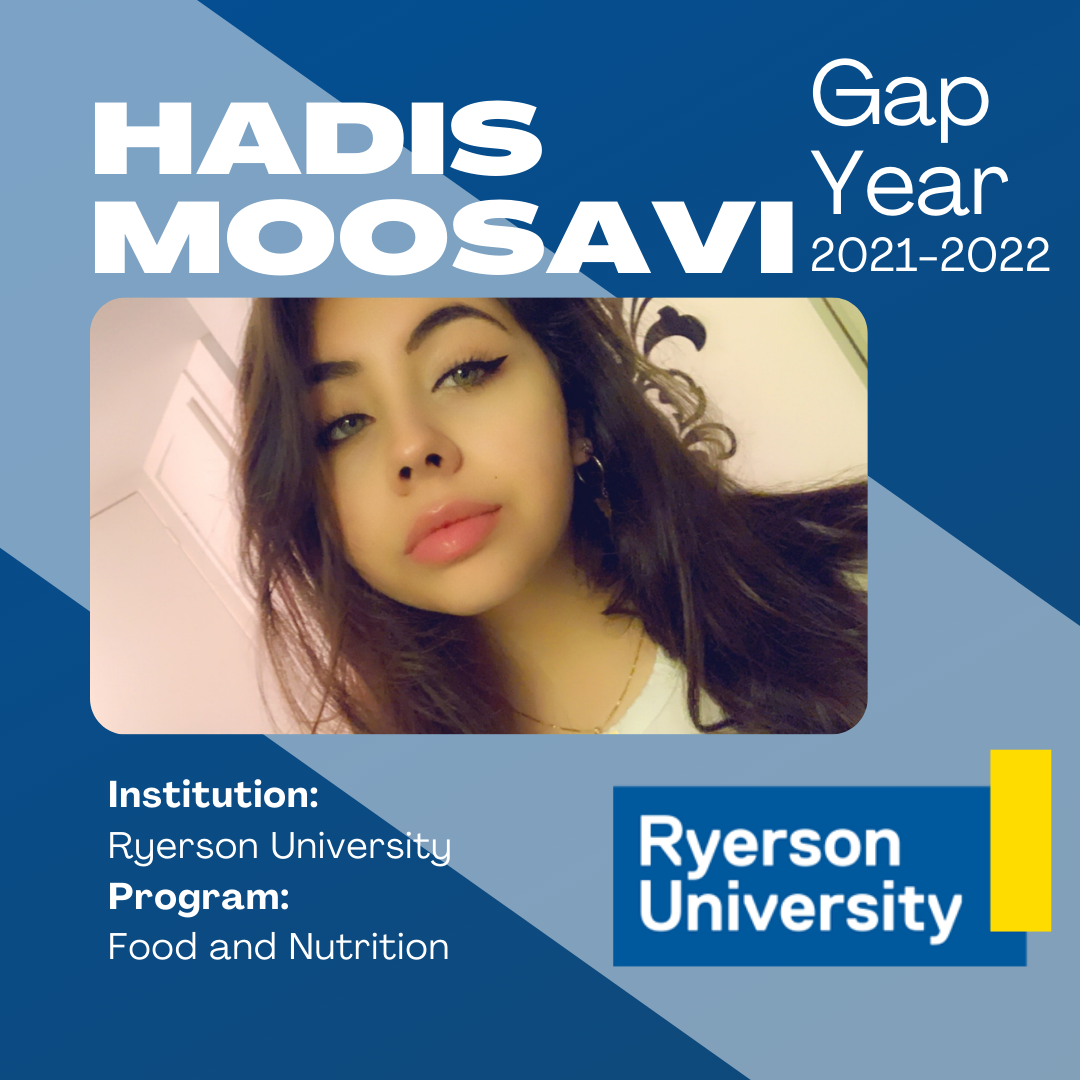 HADIS
MOOSAVI
Gap
Year
2021-2022
Institution:
Ryerson University
Program:
Food and Nutrition
Ryerson
University